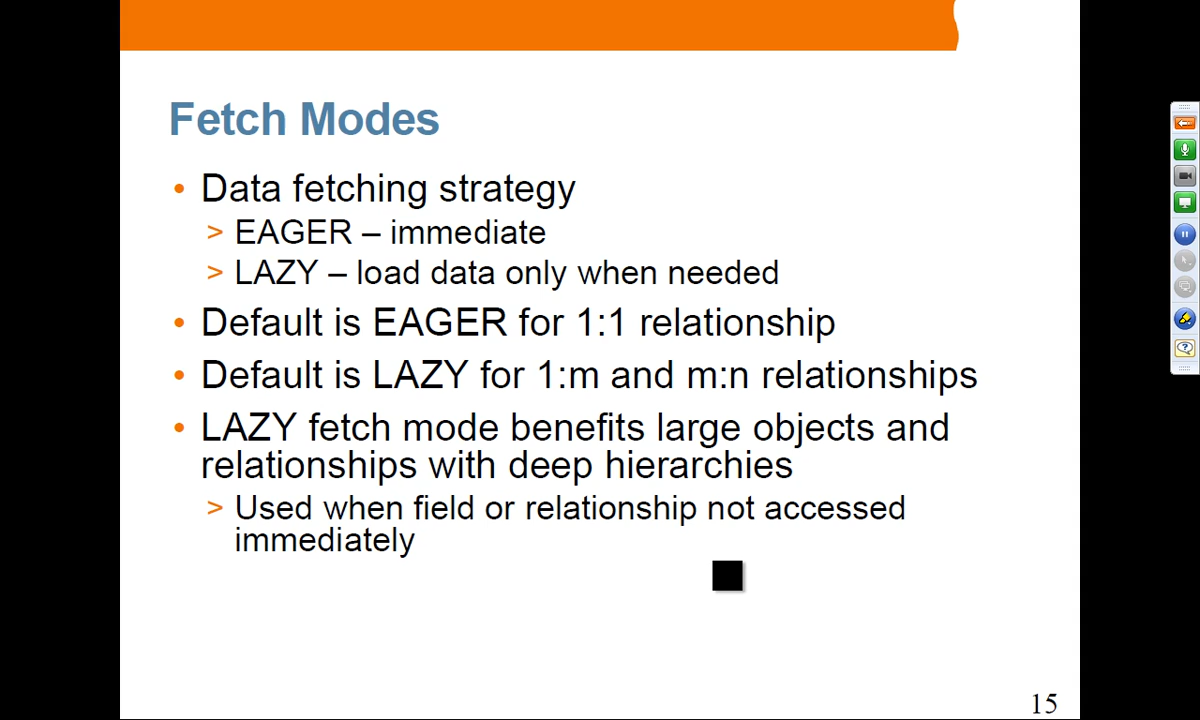 Fetch Modes
• Data fetching strategy
> EAGER – immediate
> LAZY – load data only when needed
• Default is EAGER for 1:1 relationship
• Default is LAZY for 1:m and m:n relationships
• LAZY fetch mode benefits large objects and
relationships with deep hierarchies
> Used when field or relationship not accessed
immediately
15